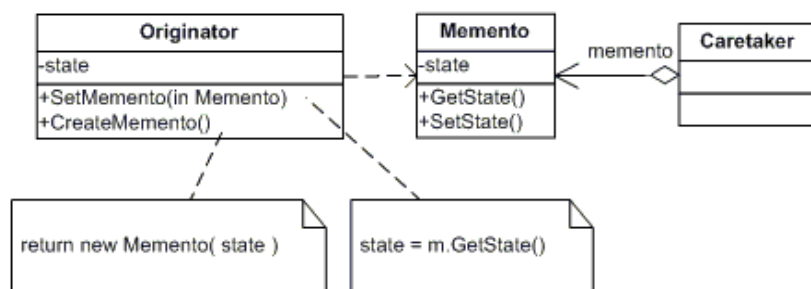 Originator
-state
+SetMemento(in Memento)
+CreateMemento()
Memento
-state
+GetState()
+SetState()
memento
Caretaker
return new Memento( state )
state = m.GetState()